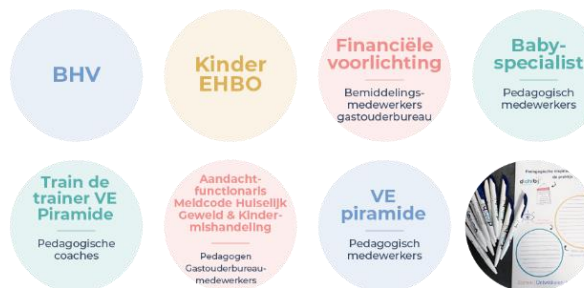 BHV
Kinder
EHBO
Financiële
voorlichting
Bemiddelings-
medewerkers
gastouderbureau
Baby-
specialist
Pedagogisch
medewerkers
Train de
trainer VE
Piramide
Pedagogische
coaches
Aandacht-
functionaris
Meldcode Huiselijk
Geweld & Kinder-
mishandeling
Pedagogen
Gastouderbureau-
medewerkers
VE
piramide
Pedagogisch
medewerkers